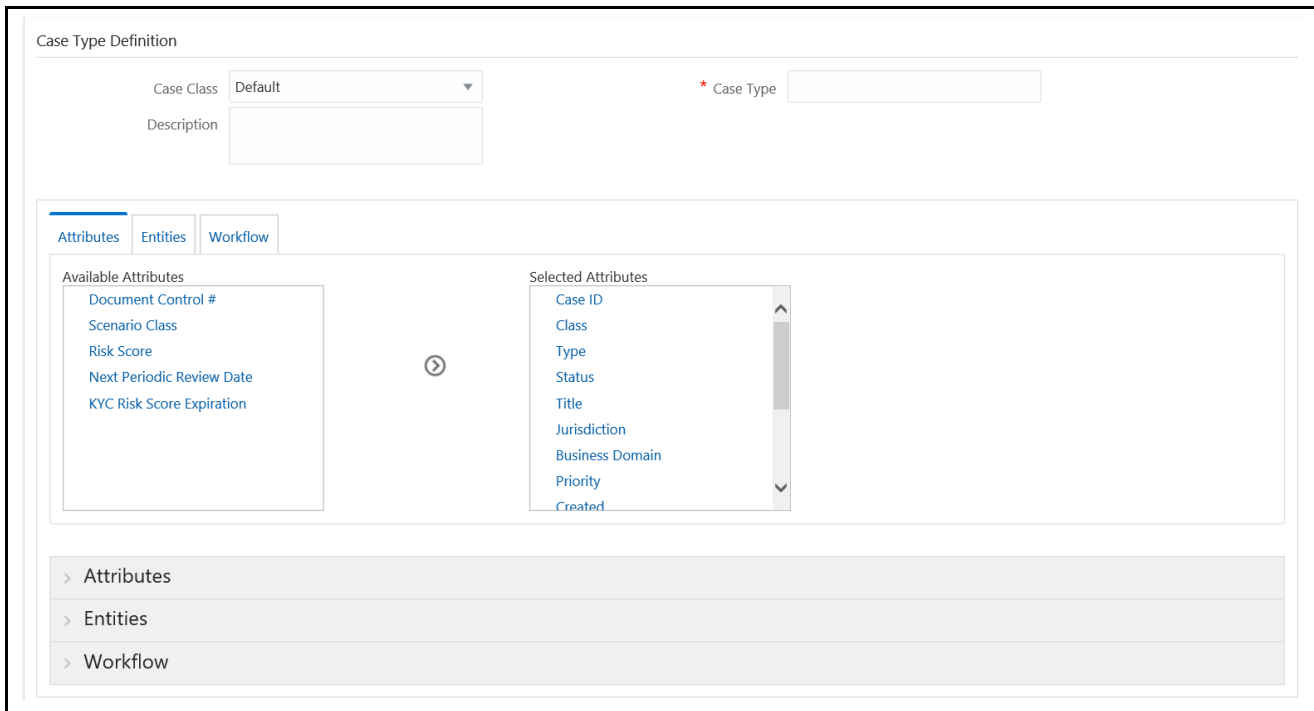 Case Type Definition
Case Class Default * Case Type
Description
Attributes Entities Workflow
Available Attributes Selected Attributes
Document Control # Case ID
Scenario Class Class
Risk Score Type
Next Periodic Review Date Status
KYC Risk Score Expiration Title
Jurisdiction
Business Domain
Priority
Created
Attributes
Entities
Workflow